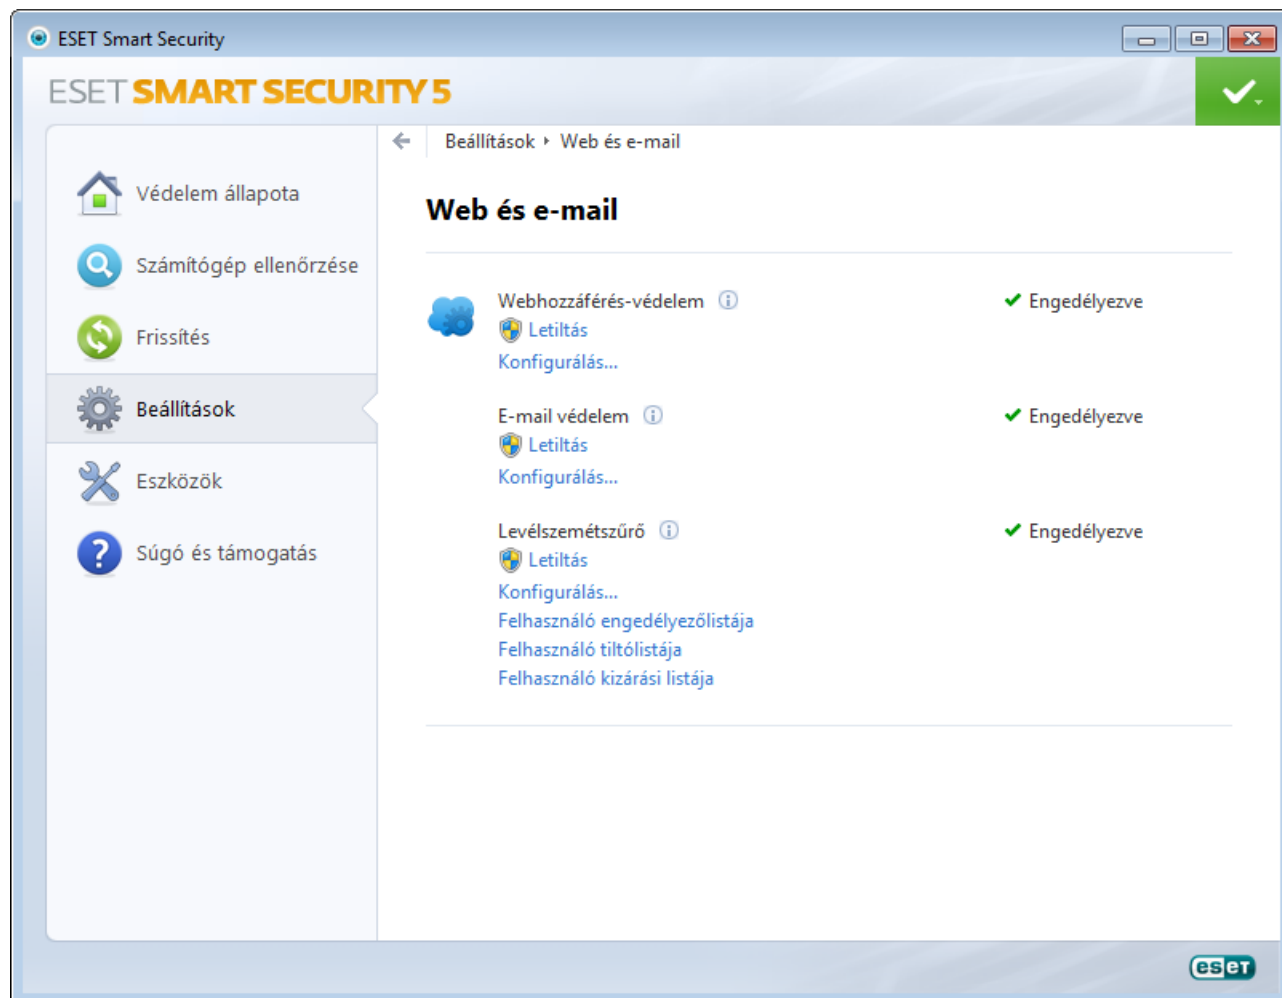 ESET Smart Security
ESET SMART SECURITY 5
Védelem állapota
Számítógép ellenőrzése
Frissítés
Beállítások
Eszközök
Súgó és támogatás
Beállítások ▸ Web és e-mail
Web és e-mail
Webhozzáférés-védelem
Engedélyezve
Letiltás
Konfigurálás...
E-mail védelem
Engedélyezve
Letiltás
Konfigurálás...
Levélszemétszűrő
Engedélyezve
Letiltás
Konfigurálás...
Felhasználó engedélyezőlistája
Felhasználó tiltólistája
Felhasználó kizárási listája
eset